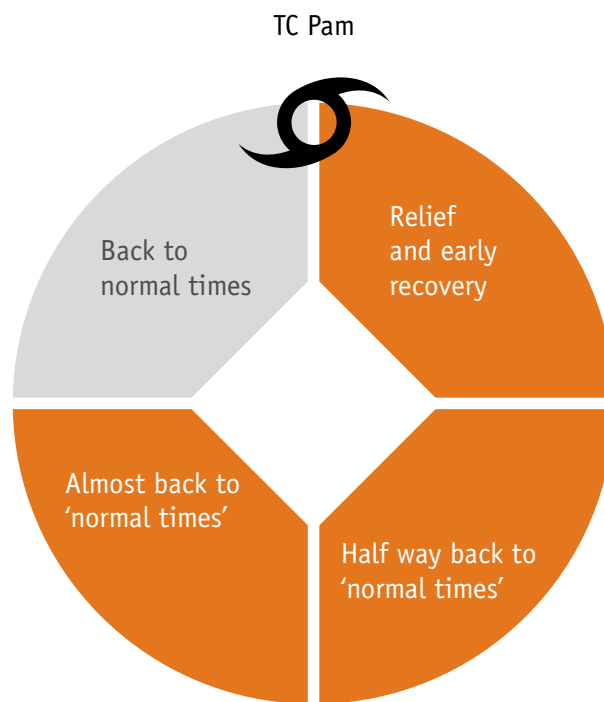 TC Pam
Relief
and early
recovery
Half way back to
‘normal times’
Almost back to
‘normal times’
Back to
normal times